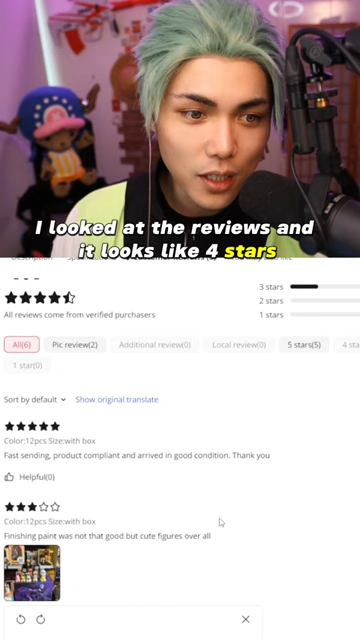 I looked at the reviews and
it looks like 4 stars
3 stars
2 stars
All reviews come from verified purchasers
1 stars
All(6)
Pic review(2)
Additional review(0)
Local review(0)
5 stars(5)
4 sta
1 star(0)
Sort by default
Show original translate
Color:12pcs Size:with box
Fast sending, product compliant and arrived in good condition. Thank you
Helpful(0)
Color:12pcs Size:with box
Finishing paint was not that good but cute figures over all